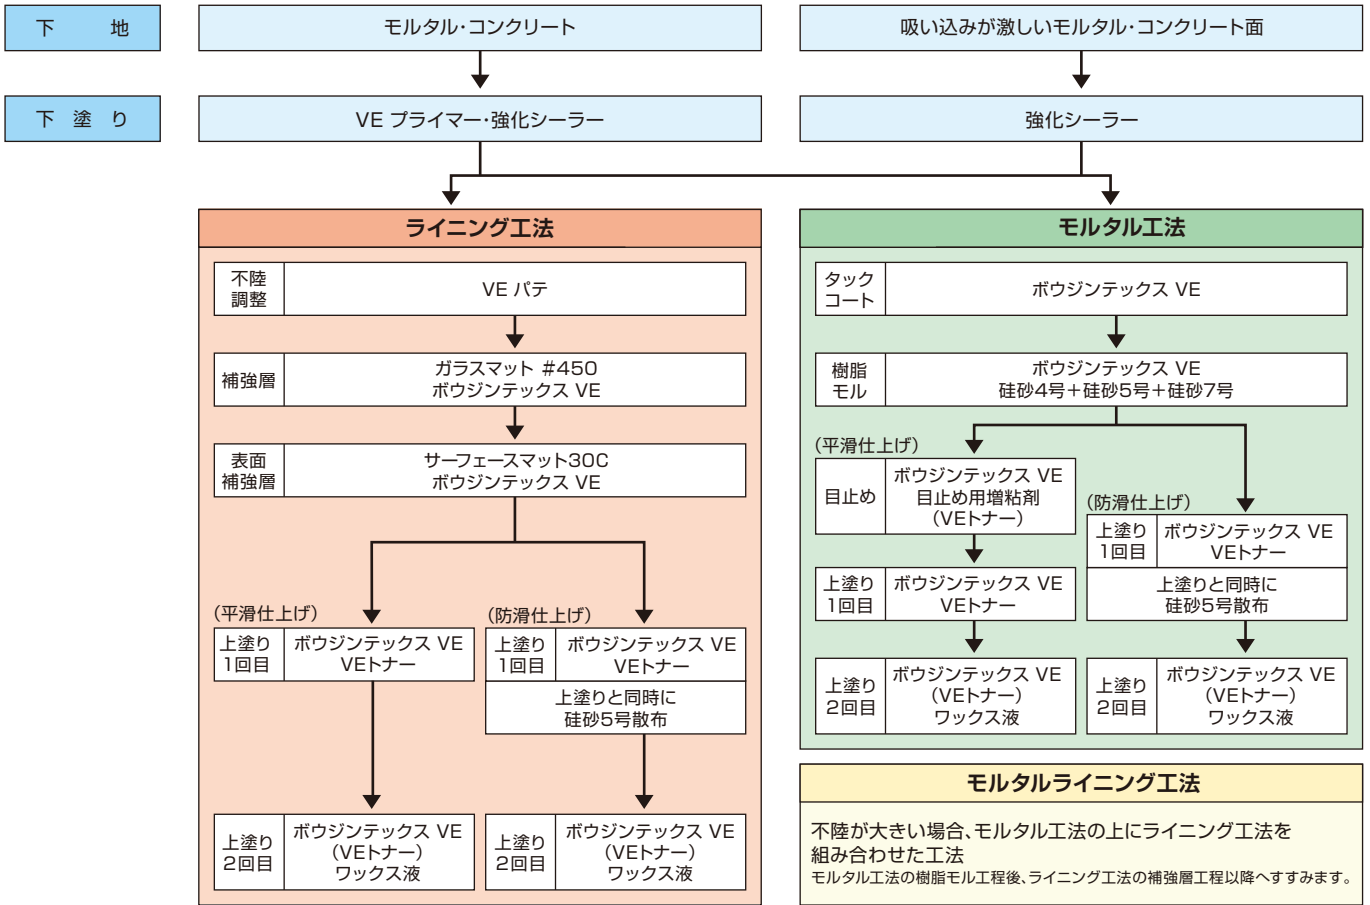 下 地
モルタル・コンクリート
吸い込みが激しいモルタル・コンクリート面
下 塗 り
VE プライマー・強化シーラー
強化シーラー
ライニング工法
不陸
調整
VE パテ
補強層
ガラスマット #450
ボウジンテックス VE
表面
補強層
サーフェースマット30C
ボウジンテックス VE
(平滑仕上げ)
上塗り
1回目
ボウジンテックス VE
VEトナー
上塗り
2回目
ボウジンテックス VE
(VEトナー)
ワックス液
(防滑仕上げ)
上塗り
1回目
ボウジンテックス VE
VEトナー
上塗りと同時に
硅砂5号散布
上塗り
2回目
ボウジンテックス VE
(VEトナー)
ワックス液
モルタル工法
タック
コート
ボウジンテックス VE
樹脂
モル
ボウジンテックス VE
硅砂4号+硅砂5号+硅砂7号
(平滑仕上げ)
目止め
ボウジンテックス VE
目止め用増粘剤
(VEトナー)
上塗り
1回目
ボウジンテックス VE
VEトナー
上塗り
2回目
ボウジンテックス VE
(VEトナー)
ワックス液
(防滑仕上げ)
上塗り
1回目
ボウジンテックス VE
VEトナー
上塗りと同時に
硅砂5号散布
上塗り
2回目
ボウジンテックス VE
(VEトナー)
ワックス液
モルタルライニング工法
不陸が大きい場合、モルタル工法の上にライニング工法を
組み合わせた工法
モルタル工法の樹脂モル工程後、ライニング工法の補強層工程以降へすすみます。